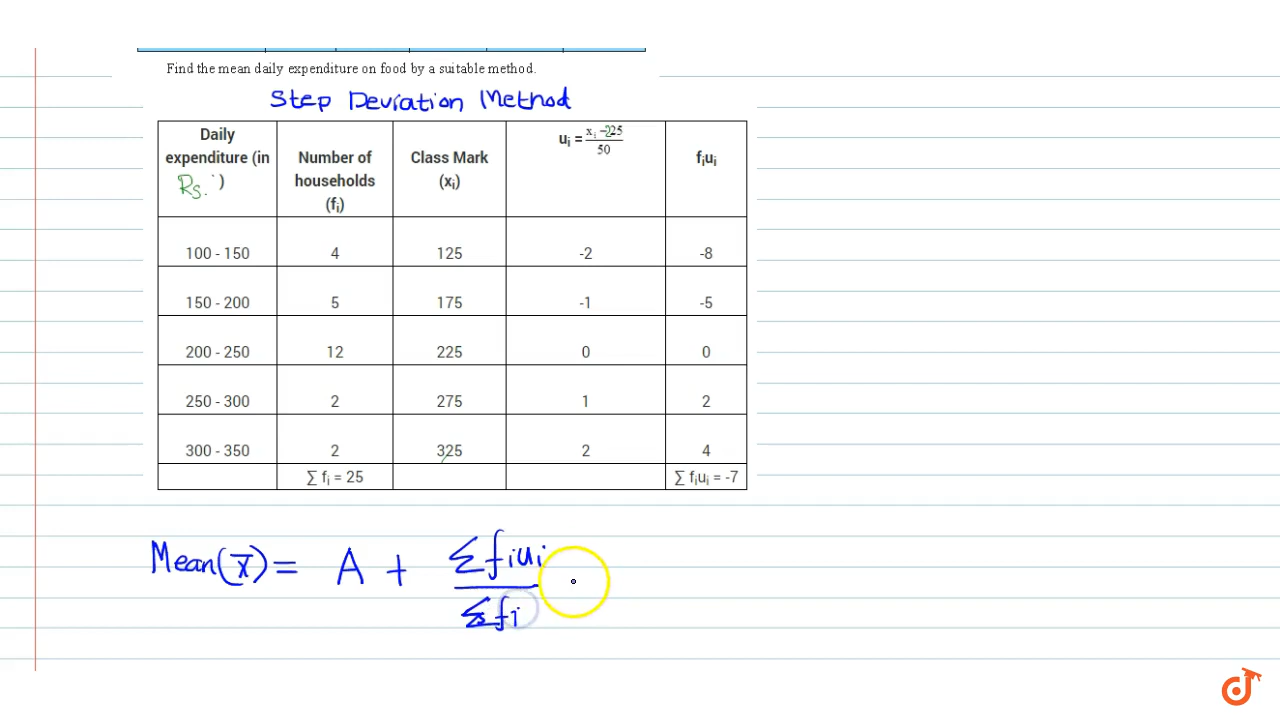 Find the mean daily expenditure on food by a suitable method.
Step Deviation Method
Daily expenditure (in Rs.) Number of households (fᵢ) Class Mark (xᵢ) uᵢ = (xᵢ − 225)/50 fᵢuᵢ
100 - 150 4 125 -2 -8
150 - 200 5 175 -1 -5
200 - 250 12 225 0 0
250 - 300 2 275 1 2
300 - 350 2 325 2 4
∑ fᵢ = 25 ∑ fᵢuᵢ = -7
Mean(x̄) = A + ∑fᵢuᵢ / ∑fᵢ